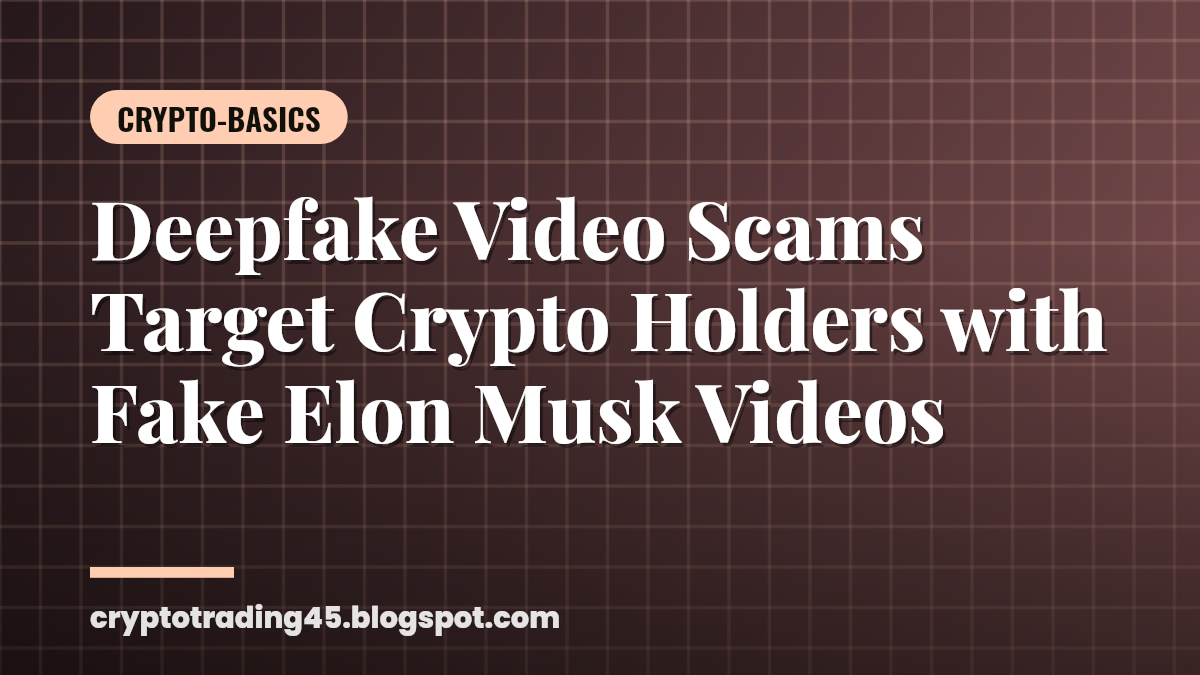 CRYPTO-BASICS
Deepfake Video Scams
Target Crypto Holders with
Fake Elon Musk Videos
cryptotrading45.blogspot.com